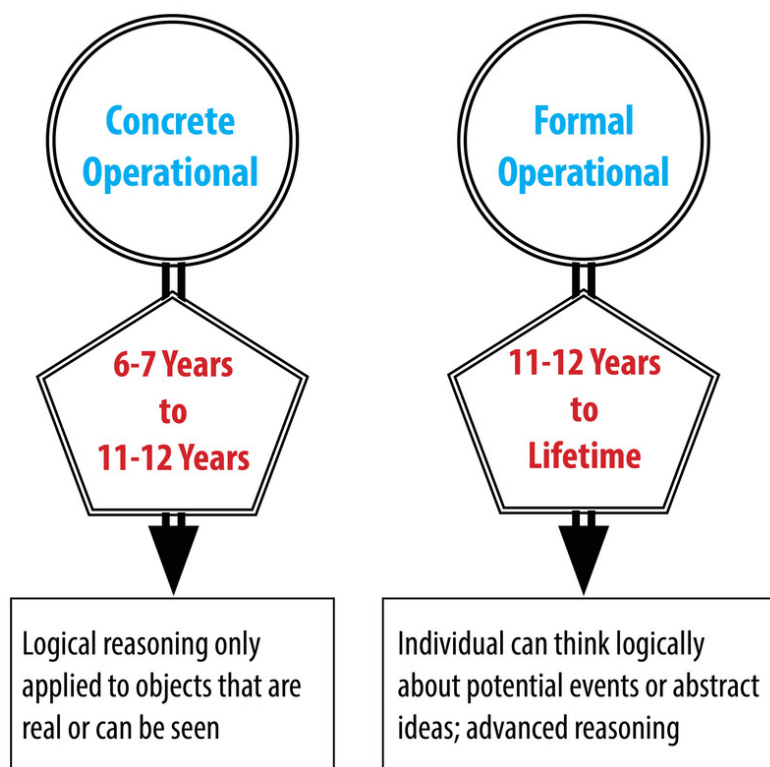 Concrete
Operational
6-7 Years
to
11-12 Years
Logical reasoning only
applied to objects that are
real or can be seen
Formal
Operational
11-12 Years
to
Lifetime
Individual can think logically
about potential events or abstract
ideas; advanced reasoning